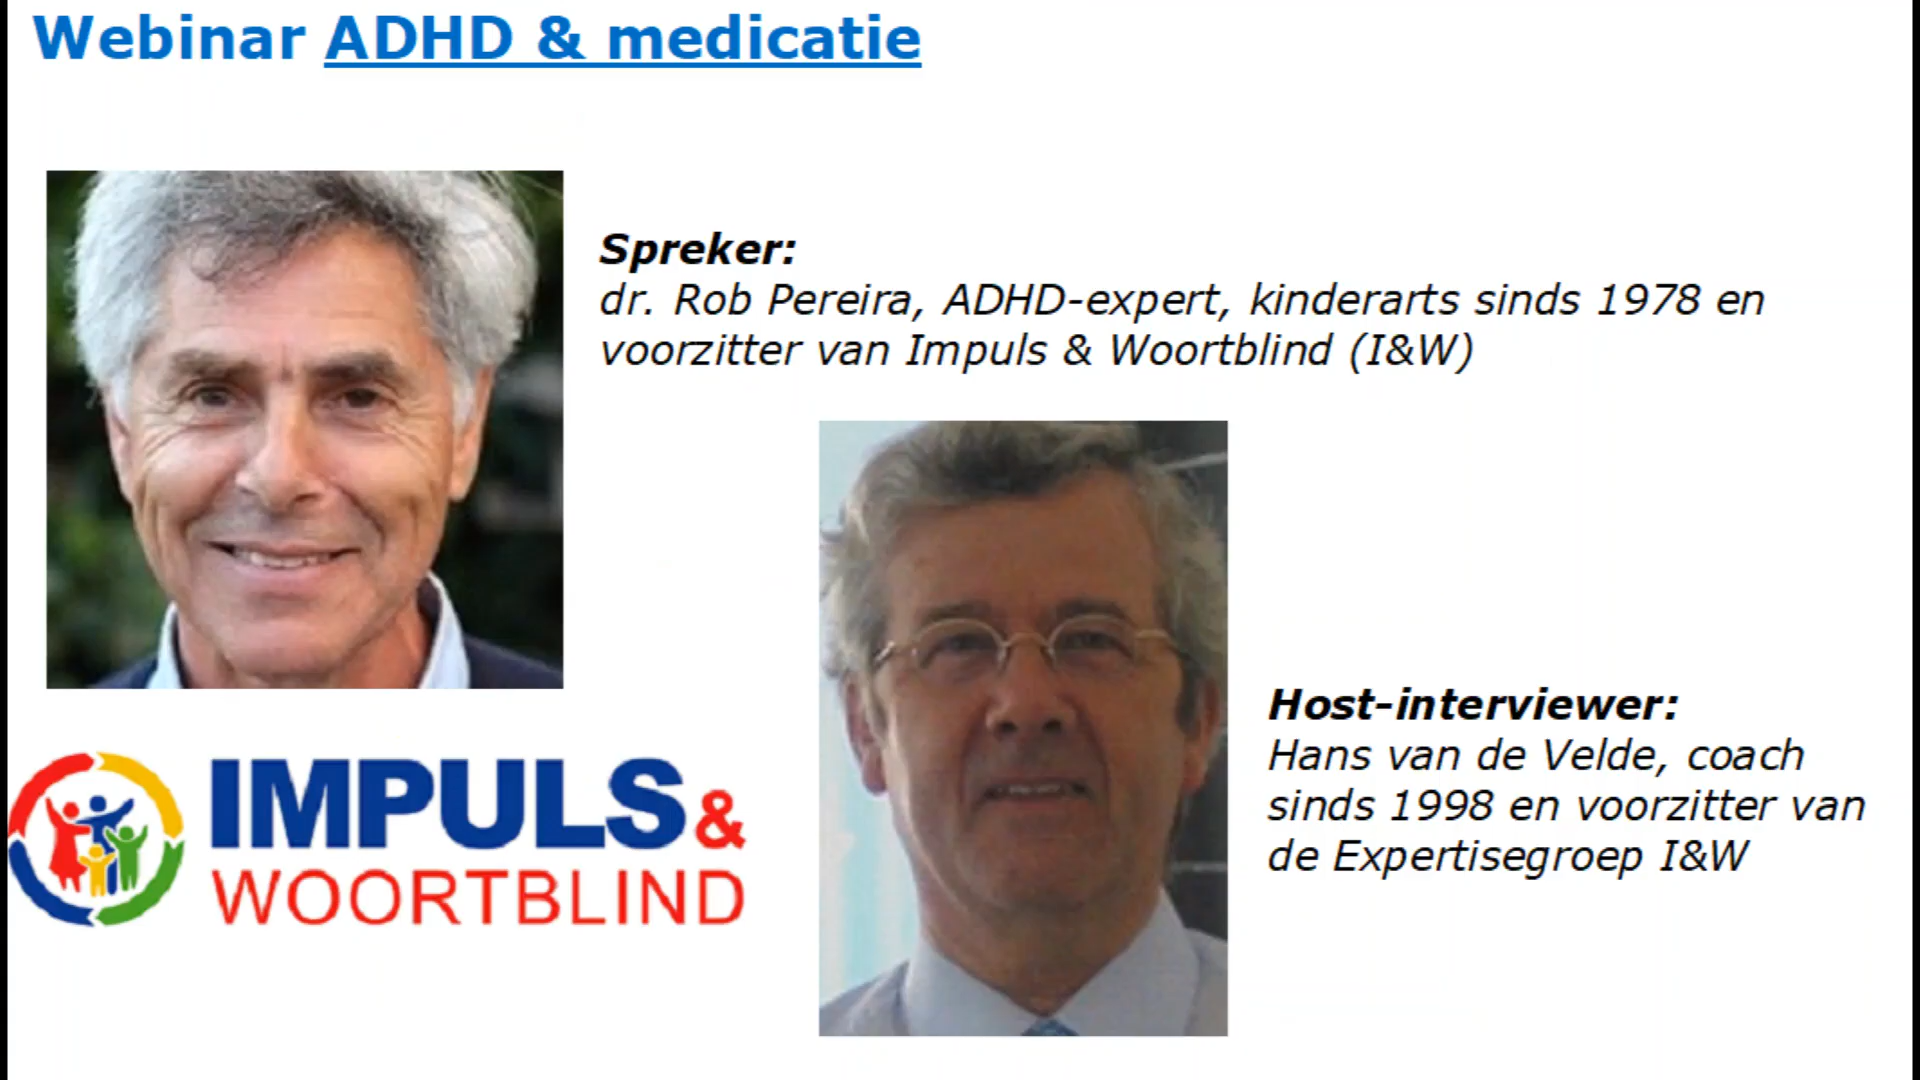 Webinar ADHD & medicatie
Spreker:
dr. Rob Pereira, ADHD-expert, kinderarts sinds 1978 en
voorzitter van Impuls & Woortblind (I&W)
Host-interviewer:
Hans van de Velde, coach
sinds 1998 en voorzitter van
de Expertisegroep I&W
IMPULS &
WOORTBLIND